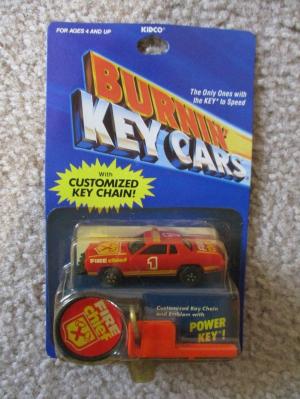 FOR AGES 4 AND UP
KIDCO®
The Only Ones with
the KEY* to Speed
BURNIN'
KEY CARS
With
CUSTOMIZED
KEY CHAIN!
FIRE chief
1
FIRE
chief
Customized Key Chain
and Emblem with
POWER
KEY*!